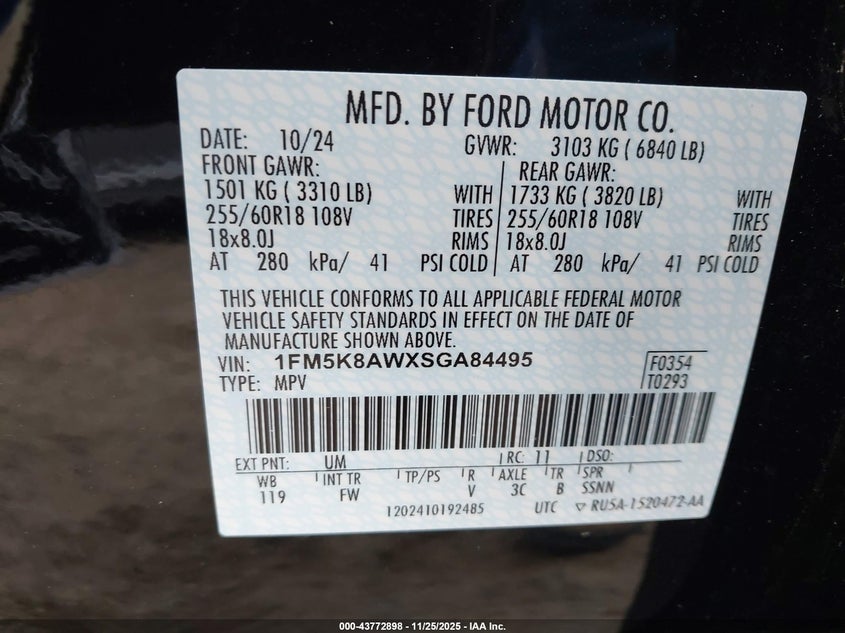 MFD. BY FORD MOTOR CO.
DATE: 10/24 GVWR: 3103 KG ( 6840 LB)
FRONT GAWR: REAR GAWR:
1501 KG ( 3310 LB) WITH 1733 KG ( 3820 LB) WITH
255/60R18 108V TIRES 255/60R18 108V TIRES
18x8.0J RIMS 18x8.0J RIMS
AT 280 kPa/ 41 PSI COLD AT 280 kPa/ 41 PSI COLD
THIS VEHICLE CONFORMS TO ALL APPLICABLE FEDERAL MOTOR
VEHICLE SAFETY STANDARDS IN EFFECT ON THE DATE OF
MANUFACTURE SHOWN ABOVE.
VIN: 1FM5K8AWXSGA84495 F0354
TYPE: MPV T0293
EXT PNT: UM RC: 11 DSO:
WB INT TR TP/PS R AXLE TR SPR
119 FW V 3C B SSNN
1202410192485 UTC ▽ RU5A-1520472-AA
000-43772898 - 11/25/2025 - IAA Inc.